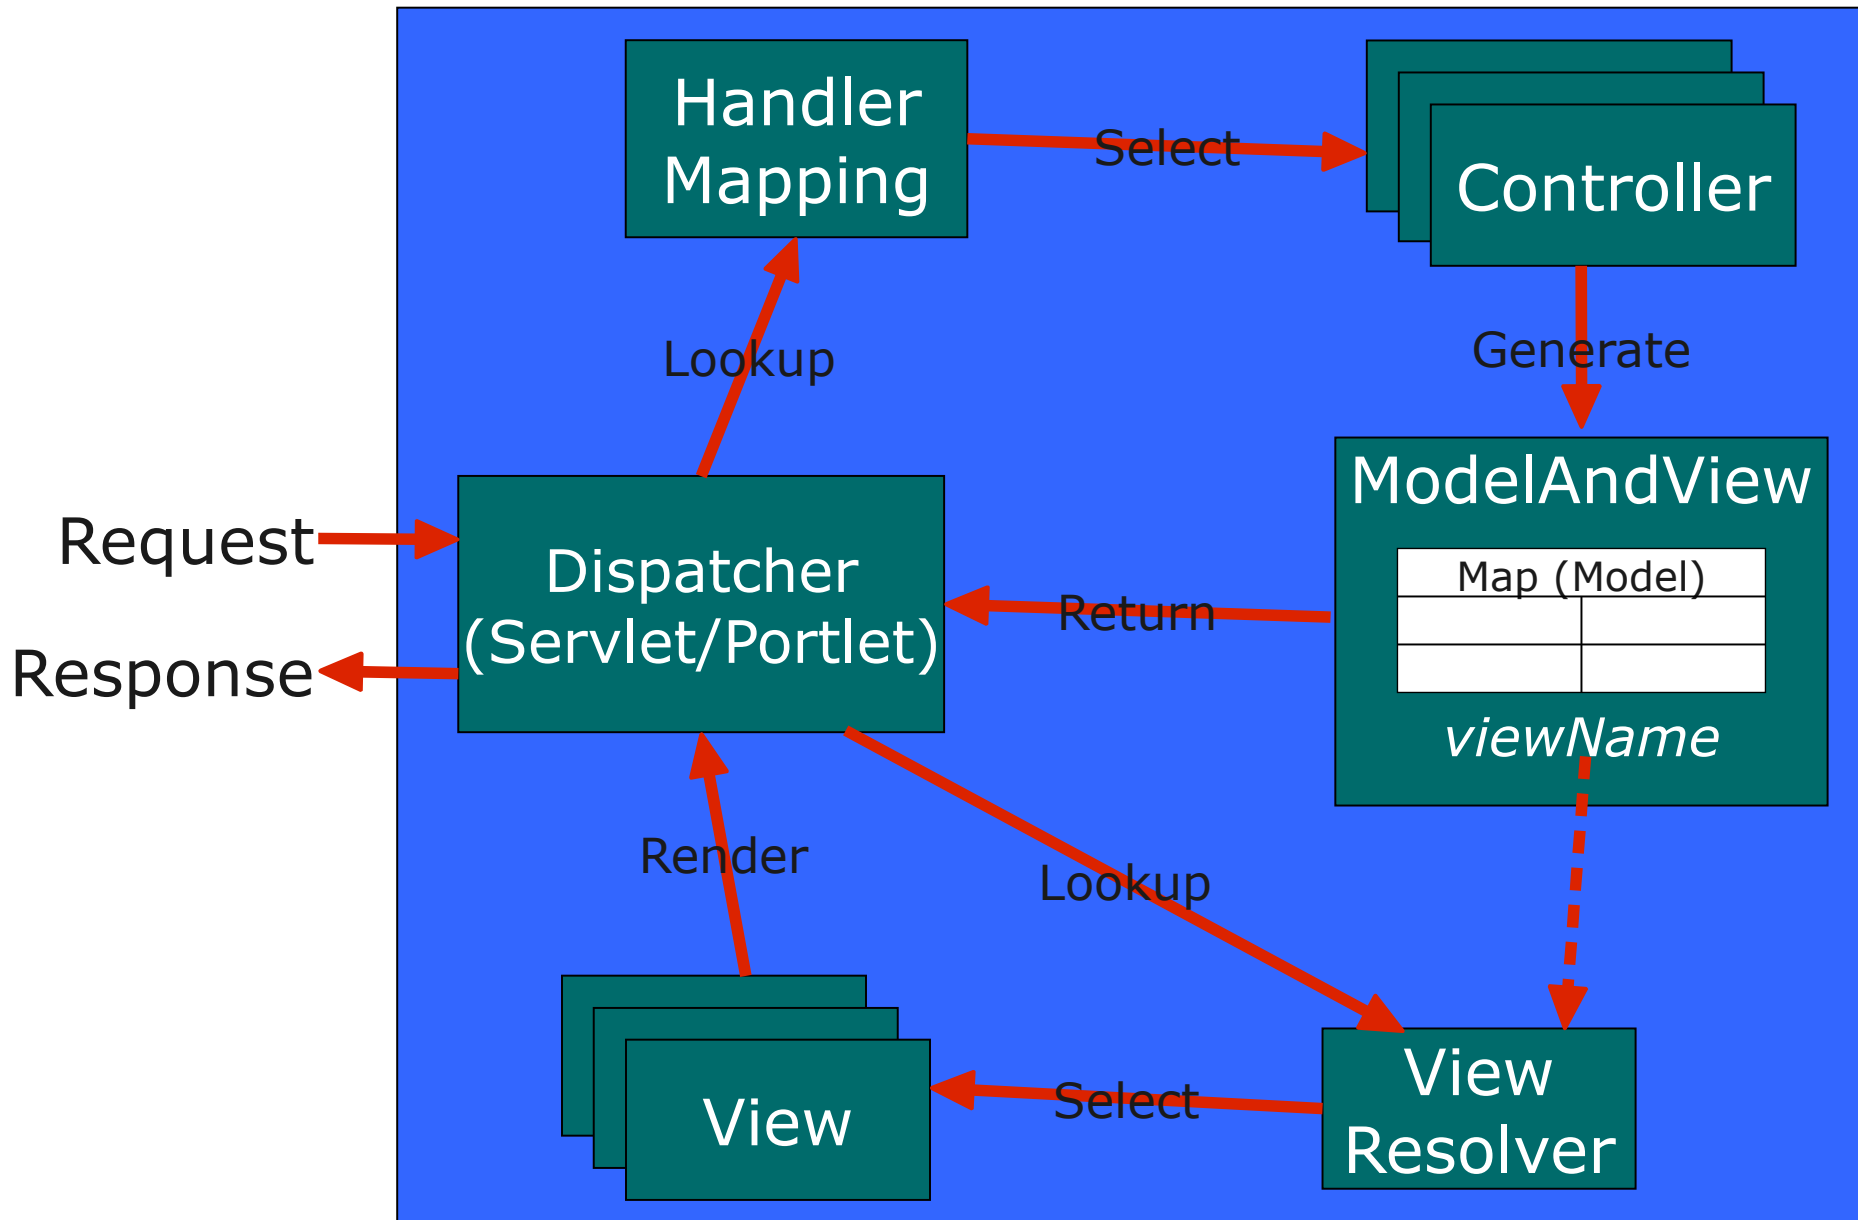 Handler
Mapping
Select
Controller
Lookup
Generate
ModelAndView
Request
Dispatcher
(Servlet/Portlet)
Response
Return
Map (Model)
viewName
Render
Lookup
View
Select
View
Resolver